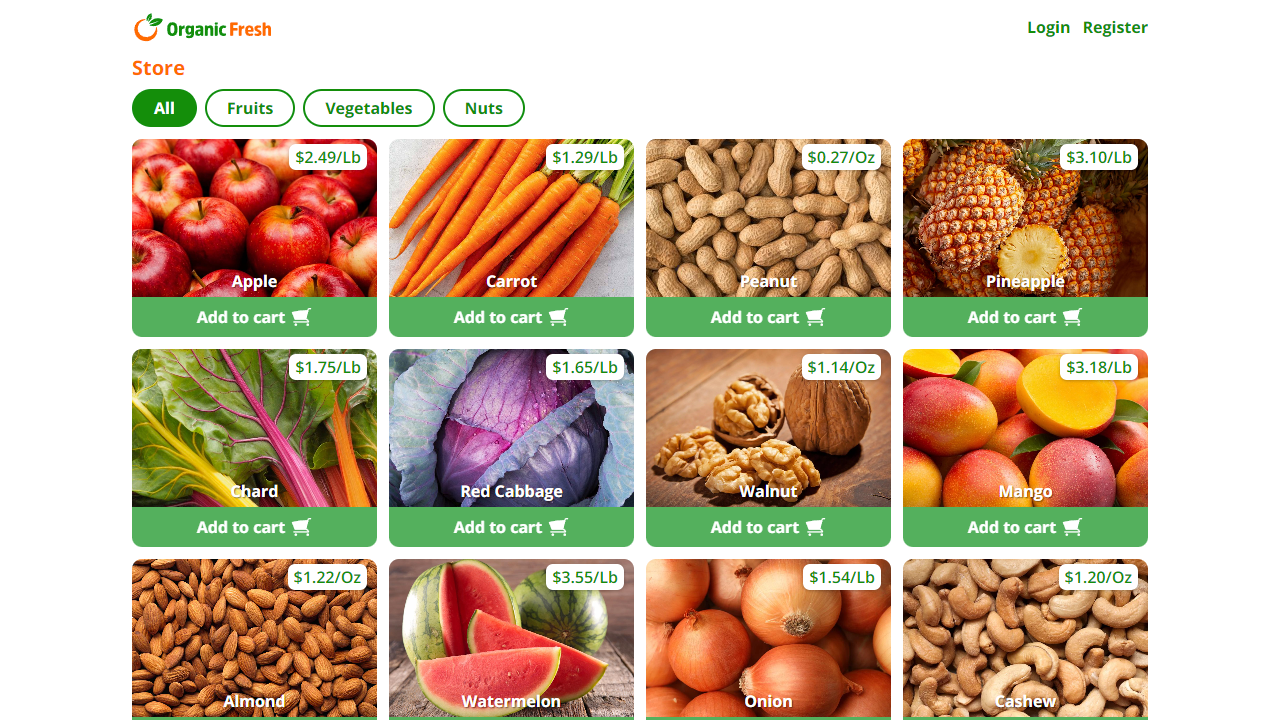 Organic Fresh
Login Register
Store
All Fruits Vegetables Nuts
$2.49/Lb $1.29/Lb $0.27/Oz $3.10/Lb
Apple Carrot Peanut Pineapple
Add to cart Add to cart Add to cart Add to cart
$1.75/Lb $1.65/Lb $1.14/Oz $3.18/Lb
Chard Red Cabbage Walnut Mango
Add to cart Add to cart Add to cart Add to cart
$1.22/Oz $3.55/Lb $1.54/Lb $1.20/Oz
Almond Watermelon Onion Cashew